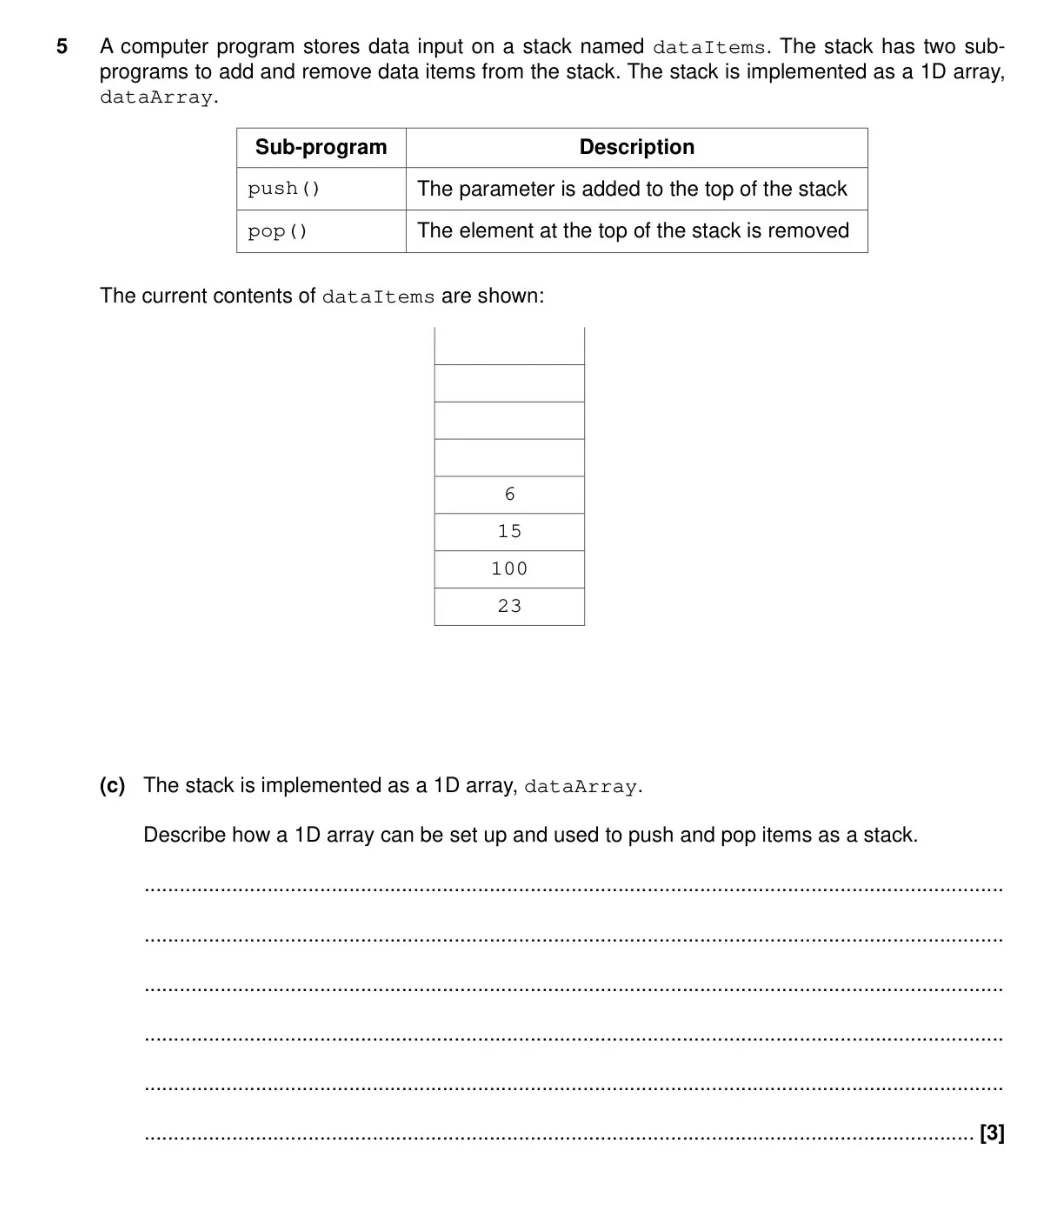 5 A computer program stores data input on a stack named dataItems. The stack has two sub-
programs to add and remove data items from the stack. The stack is implemented as a 1D array,
dataArray.
Sub-program Description
push() The parameter is added to the top of the stack
pop() The element at the top of the stack is removed
The current contents of dataItems are shown:
6
15
100
23
(c) The stack is implemented as a 1D array, dataArray.
Describe how a 1D array can be set up and used to push and pop items as a stack.
[3]